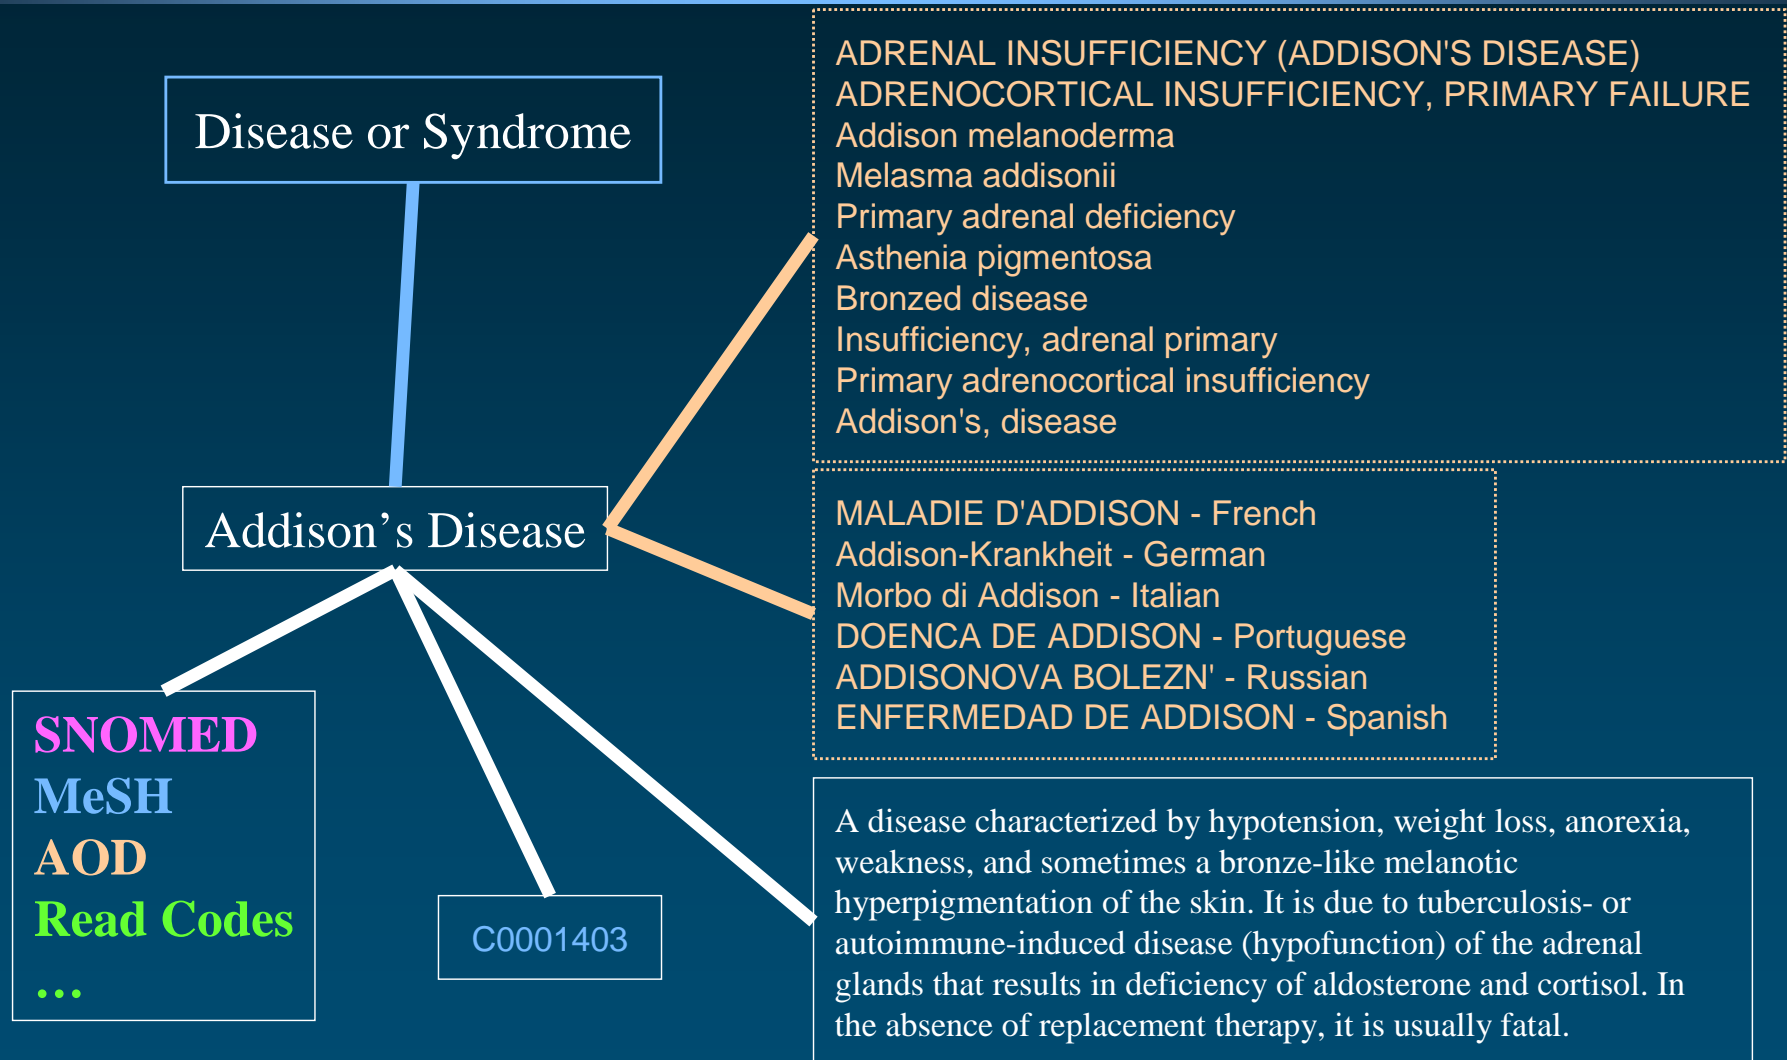 Disease or Syndrome
ADRENAL INSUFFICIENCY (ADDISON'S DISEASE)
ADRENOCORTICAL INSUFFICIENCY, PRIMARY FAILURE
Addison melanoderma
Melasma addisonii
Primary adrenal deficiency
Asthenia pigmentosa
Bronzed disease
Insufficiency, adrenal primary
Primary adrenocortical insufficiency
Addison's, disease
Addison’s Disease
MALADIE D'ADDISON - French
Addison-Krankheit - German
Morbo di Addison - Italian
DOENCA DE ADDISON - Portuguese
ADDISONOVA BOLEZN' - Russian
ENFERMEDAD DE ADDISON - Spanish
SNOMED
MeSH
AOD
Read Codes
…
C0001403
A disease characterized by hypotension, weight loss, anorexia,
weakness, and sometimes a bronze-like melanotic
hyperpigmentation of the skin. It is due to tuberculosis- or
autoimmune-induced disease (hypofunction) of the adrenal
glands that results in deficiency of aldosterone and cortisol. In
the absence of replacement therapy, it is usually fatal.